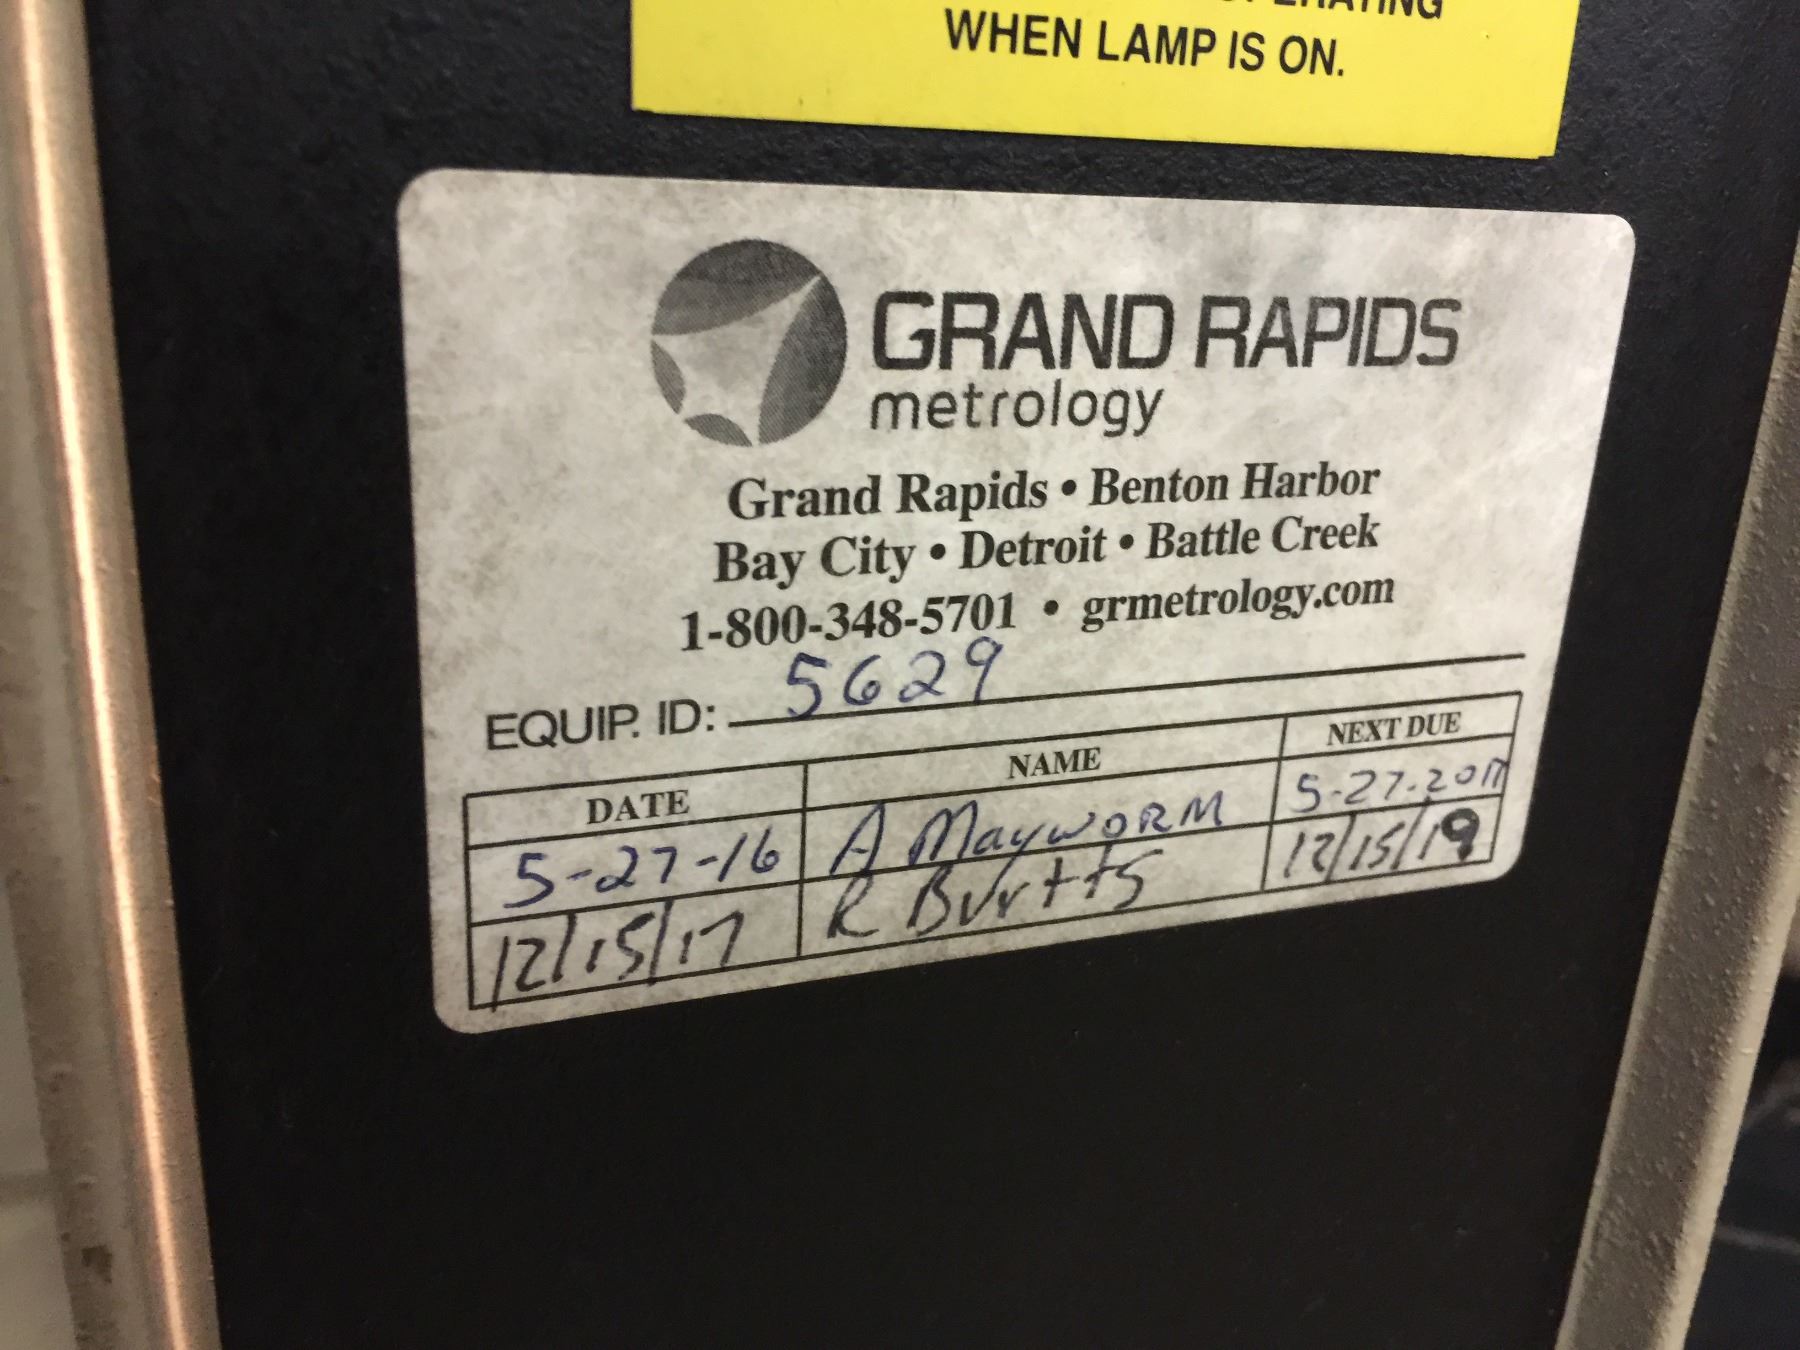 WHEN LAMP IS ON.
GRAND RAPIDS
metrology
Grand Rapids • Benton Harbor
Bay City • Detroit • Battle Creek
1-800-348-5701 • grmetrology.com
EQUIP. ID: 5629
DATE NAME NEXT DUE
5-27-16 A Mayworm 5-27-2017
12/15/17 R Burtts 12/15/19